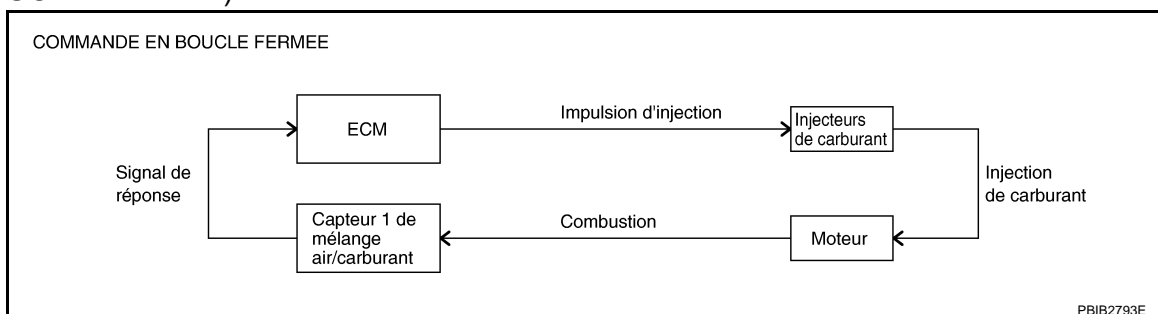 COMMANDE EN BOUCLE FERMEE
ECM
Impulsion d'injection
Injecteurs
de carburant
Signal de
réponse
Injection
de carburant
Capteur 1 de
mélange
air/carburant
Combustion
Moteur
PBIB2793E